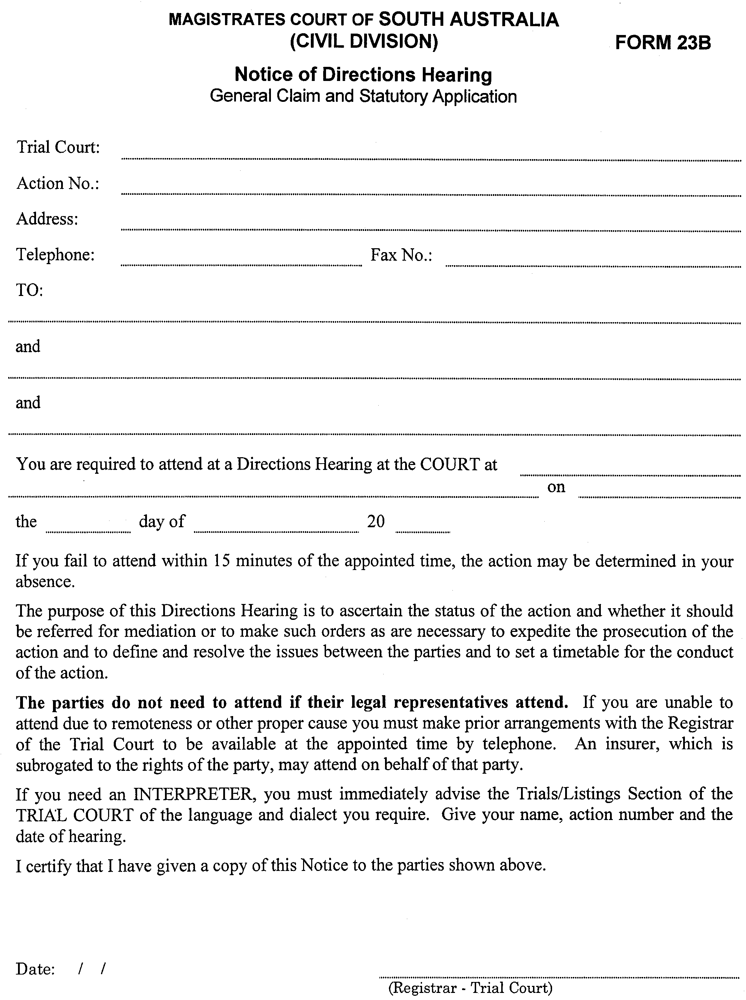 MAGISTRATES COURT OF SOUTH AUSTRALIA
(CIVIL DIVISION) FORM 23B
Notice of Directions Hearing
General Claim and Statutory Application
Trial Court:
Action No.:
Address:
Telephone: Fax No.:
TO:
and
and
You are required to attend at a Directions Hearing at the COURT at
on
the day of 20
If you fail to attend within 15 minutes of the appointed time, the action may be determined in your
absence.
The purpose of this Directions Hearing is to ascertain the status of the action and whether it should
be referred for mediation or to make such orders as are necessary to expedite the prosecution of the
action and to define and resolve the issues between the parties and to set a timetable for the conduct
of the action.
The parties do not need to attend if their legal representatives attend. If you are unable to
attend due to remoteness or other proper cause you must make prior arrangements with the Registrar
of the Trial Court to be available at the appointed time by telephone. An insurer, which is
subrogated to the rights of the party, may attend on behalf of that party.
If you need an INTERPRETER, you must immediately advise the Trials/Listings Section of the
TRIAL COURT of the language and dialect you require. Give your name, action number and the
date of hearing.
I certify that I have given a copy of this Notice to the parties shown above.
Date: / /
(Registrar - Trial Court)